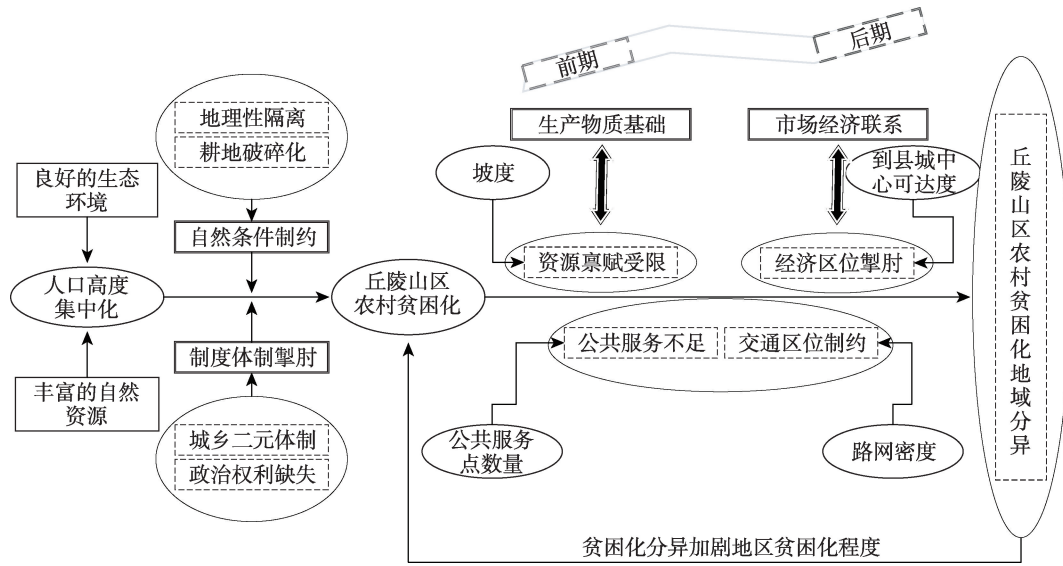 前期
后期
地理性隔离
耕地破碎化
生产物质基础
市场经济联系
良好的生态
环境
坡度
到县城中
心可达度
自然条件制约
资源禀赋受限
经济区位掣肘
人口高度
集中化
丘陵山区
农村贫困化
丘陵山区农村贫困化地域分异
制度体制掣肘
公共服务不足
交通区位制约
丰富的自然
资源
城乡二元体制
政治权利缺失
公共服务
点数量
路网密度
贫困化分异加剧地区贫困化程度